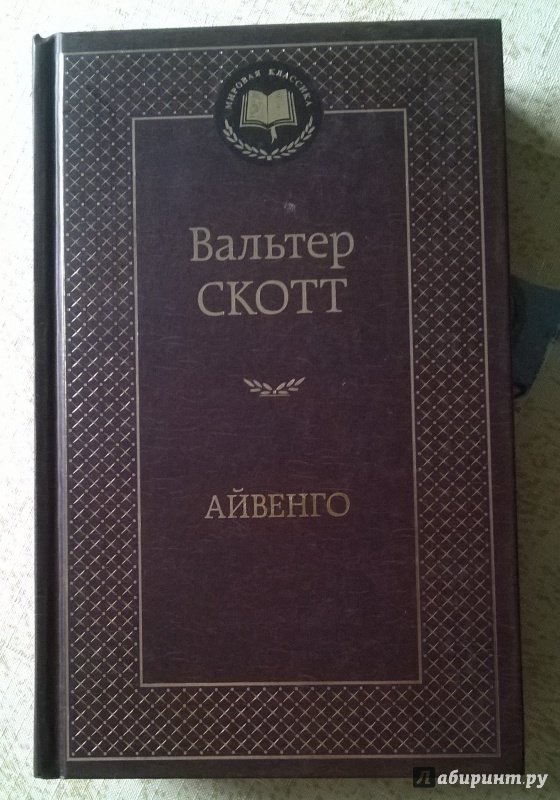 МИРОВАЯ КЛАССИКА
Вальтер
СКОТТ
АЙВЕНГО
Лабиринт.ру